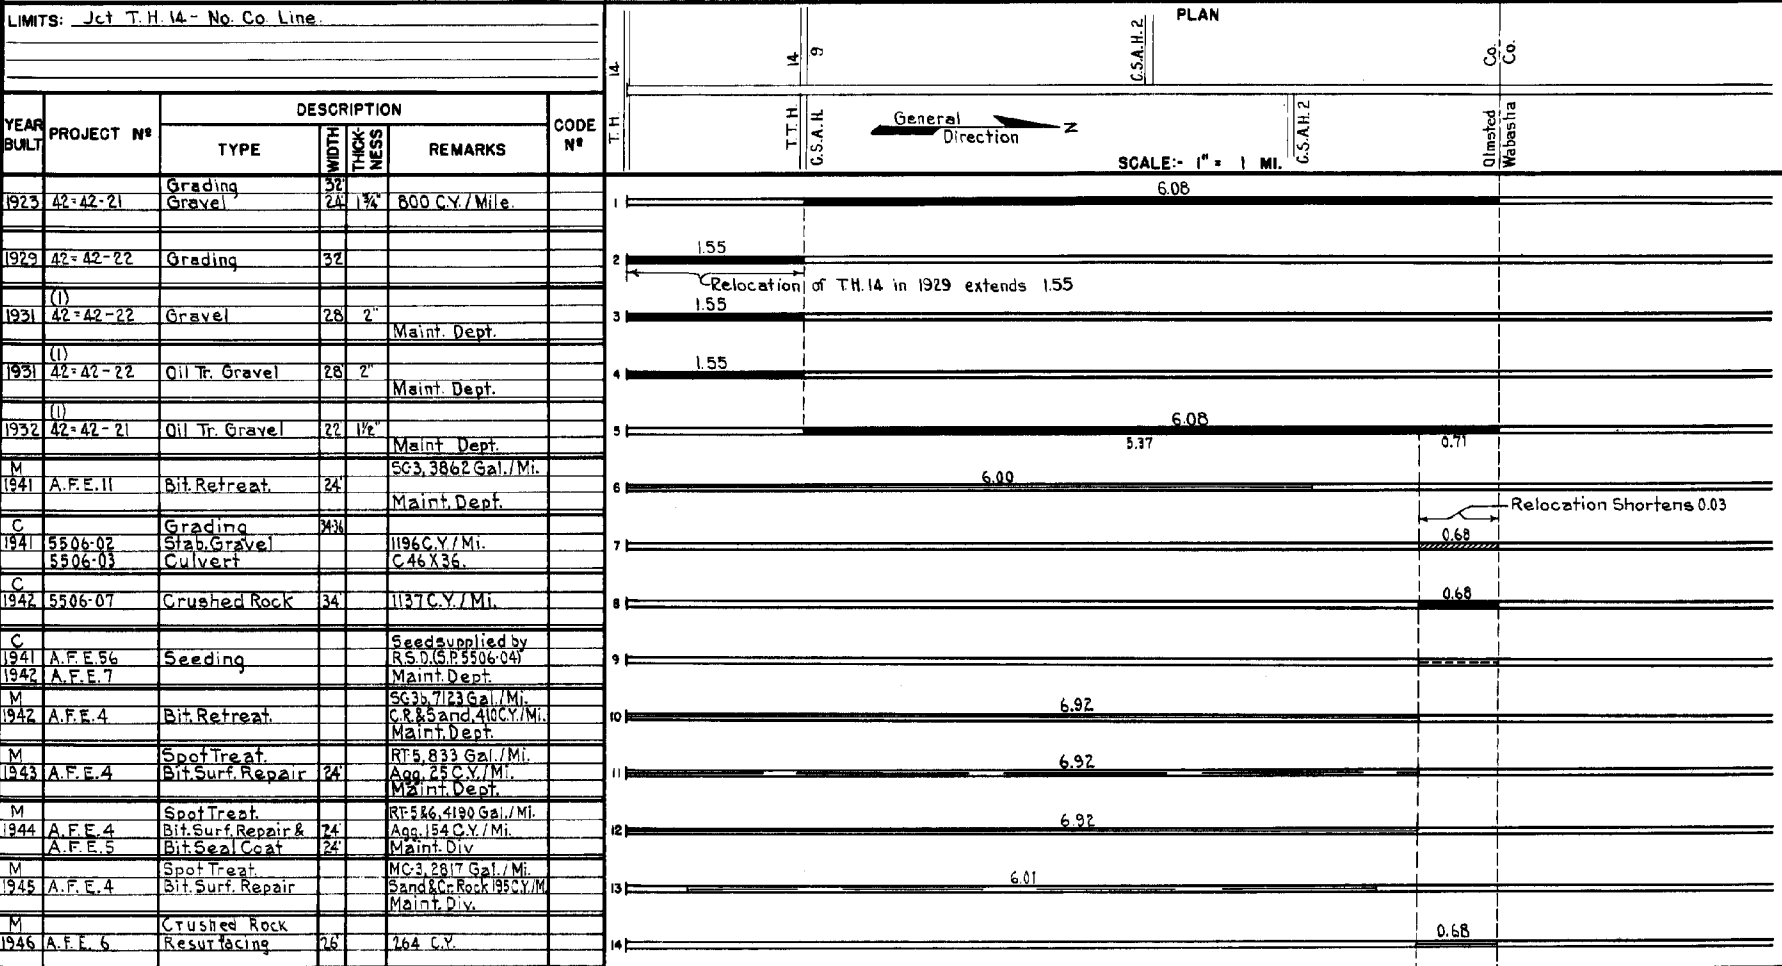 LIMITS: Jct T. H. 14 - No. Co. Line.
YEAR BUILT
PROJECT Nº
DESCRIPTION
TYPE
WIDTH
THICK-NESS
REMARKS
CODE Nº
PLAN
T. H. 14
T. T. H. 14
C.S.A.H. 9
C.S.A.H. 2
C.S.A.H. 2
Olmsted Co.
Wabasha Co.
General Direction
N
SCALE:- 1" = 1 MI.
Grading 32'
1923 42=42-21 Gravel 24' 1¾" 800 C.Y./Mile.
1 6.08
1929 42=42-22 Grading 32
2 1.55
Relocation of T.H. 14 in 1929 extends 1.55
(1)
1931 42=42-22 Gravel 28' 2"
Maint. Dept.
3 1.55
(1)
1931 42=42-22 Oil Tr. Gravel 28' 2"
Maint. Dept.
4 1.55
(1)
1932 42=42-21 Oil Tr. Gravel 22 1½"
Maint. Dept.
5 6.08
5.37 0.71
M SC-3, 3862 Gal./Mi.
1941 A.F.E. 11 Bit. Retreat. 24'
Maint. Dept.
6 6.00
Relocation Shortens 0.03
C Grading 34-36
1941 5506-02 Stab. Gravel 1196 C.Y./Mi.
5506-03 Culvert C 46 X 36.
7 0.68
C
1942 5506-07 Crushed Rock 34' 1137 C.Y./Mi.
8 0.68
C Seed supplied by
1941 A.F.E. 56 Seeding R.S.D. (S.P. 5506-04)
1942 A.F.E. 7 Maint. Dept.
9
M SC-3b, 7123 Gal./Mi.
1942 A.F.E. 4 Bit. Retreat. C.R. & Sand, 410 C.Y./Mi.
Maint. Dept.
10 6.92
M Spot Treat. RT-5, 833 Gal./Mi.
1943 A.F.E. 4 Bit. Surf. Repair 24' Agg. 25 C.Y./Mi.
Maint. Dept.
11 6.92
M Spot Treat. RT-5&6, 4190 Gal./Mi.
1944 A.F.E. 4 Bit. Surf. Repair & 24' Agg. 154 C.Y./Mi.
A.F.E. 5 Bit. Seal Coat 24' Maint. Div
12 6.92
M Spot Treat. MC-3, 2817 Gal./Mi.
1945 A.F.E. 4 Bit. Surf. Repair Sand & Cr. Rock 195 C.Y./M
Maint. Div.
13 6.01
M Crushed Rock
1946 A.F.E. 6 Resurfacing 26' 264 C.Y.
14 0.68